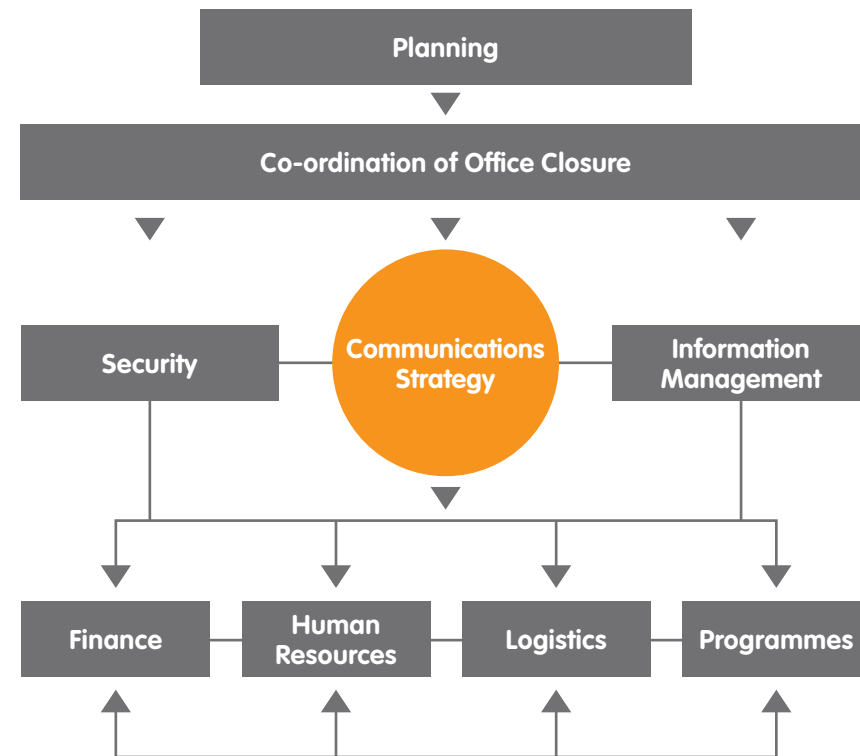 Planning
Co-ordination of Office Closure
Security
Communications
Strategy
Information
Management
Finance
Human
Resources
Logistics
Programmes